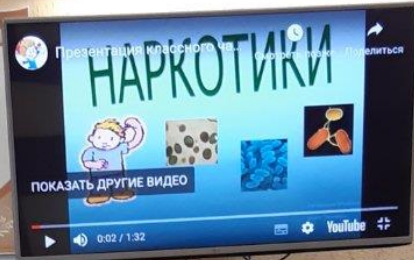 Презентация классного ча...
Смотреть позже
Поделиться
НАРКОТИКИ
ПОКАЗАТЬ ДРУГИЕ ВИДЕО
0:02 / 1:32
YouTube